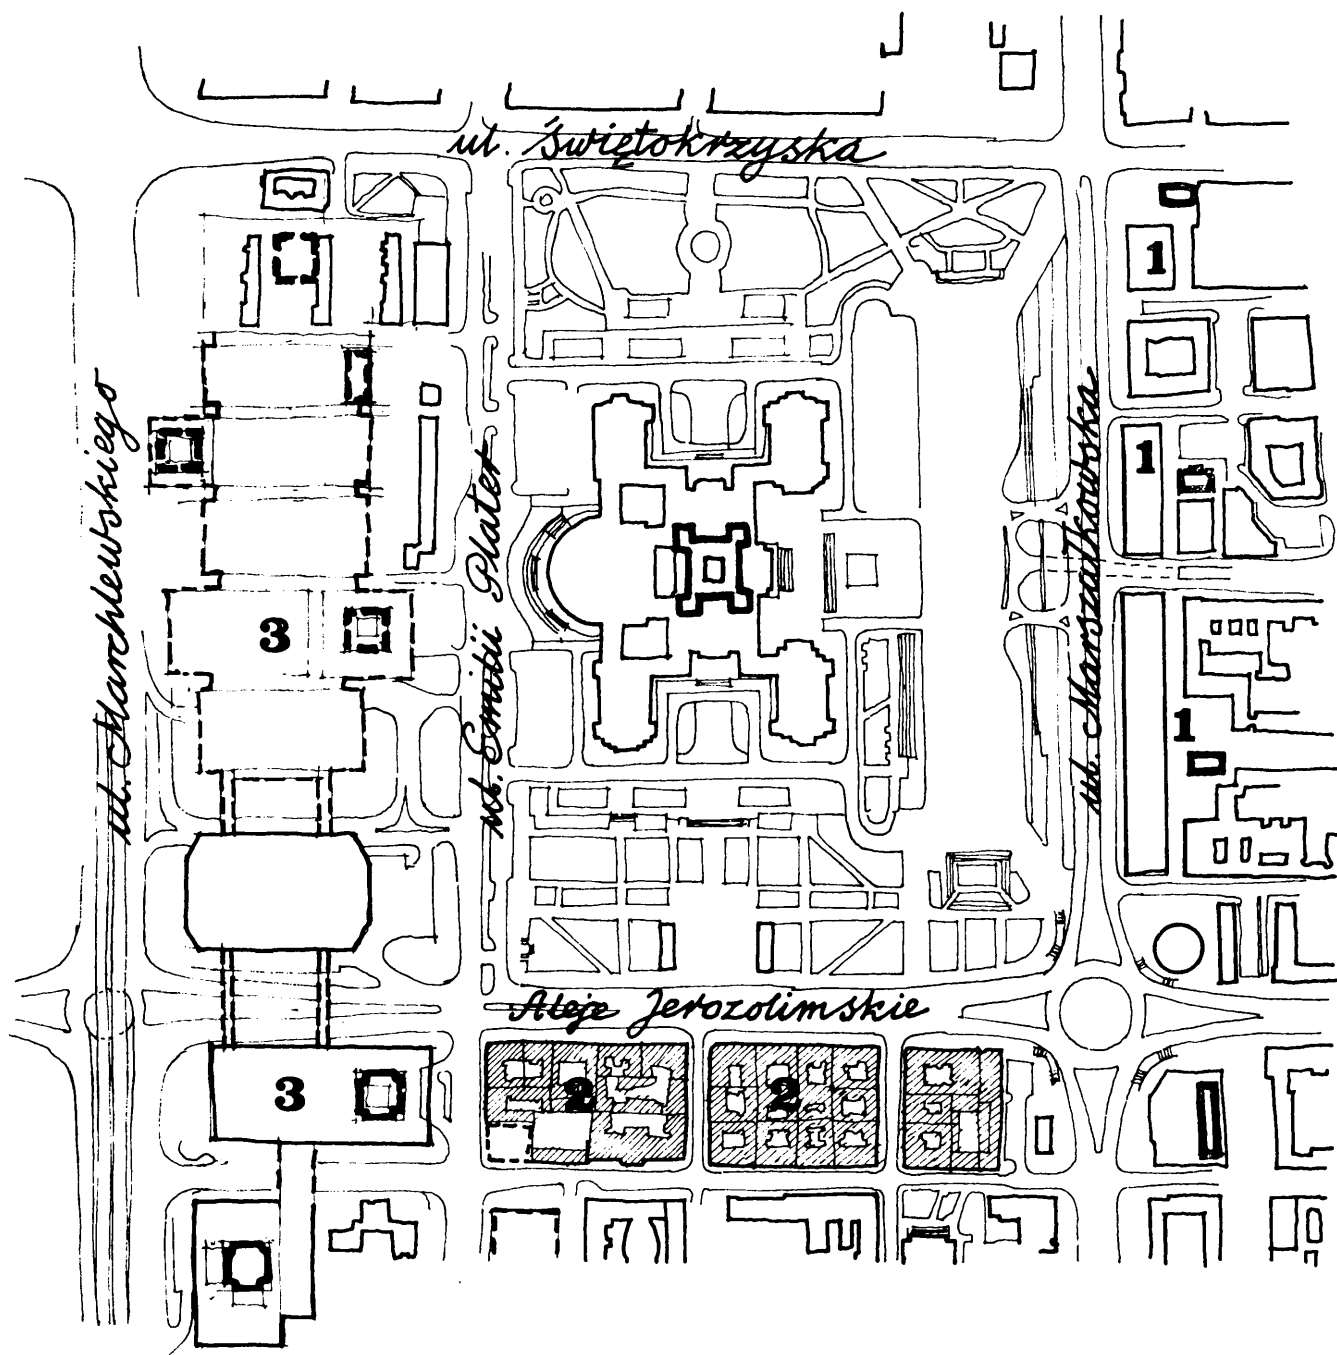 ul. Świętokrzyska
1
ul. Marchlewskiego
ul. Emilii Plater
ul. Marszałkowska
1
3
1
Aleje Jerozolimskie
3
2
2